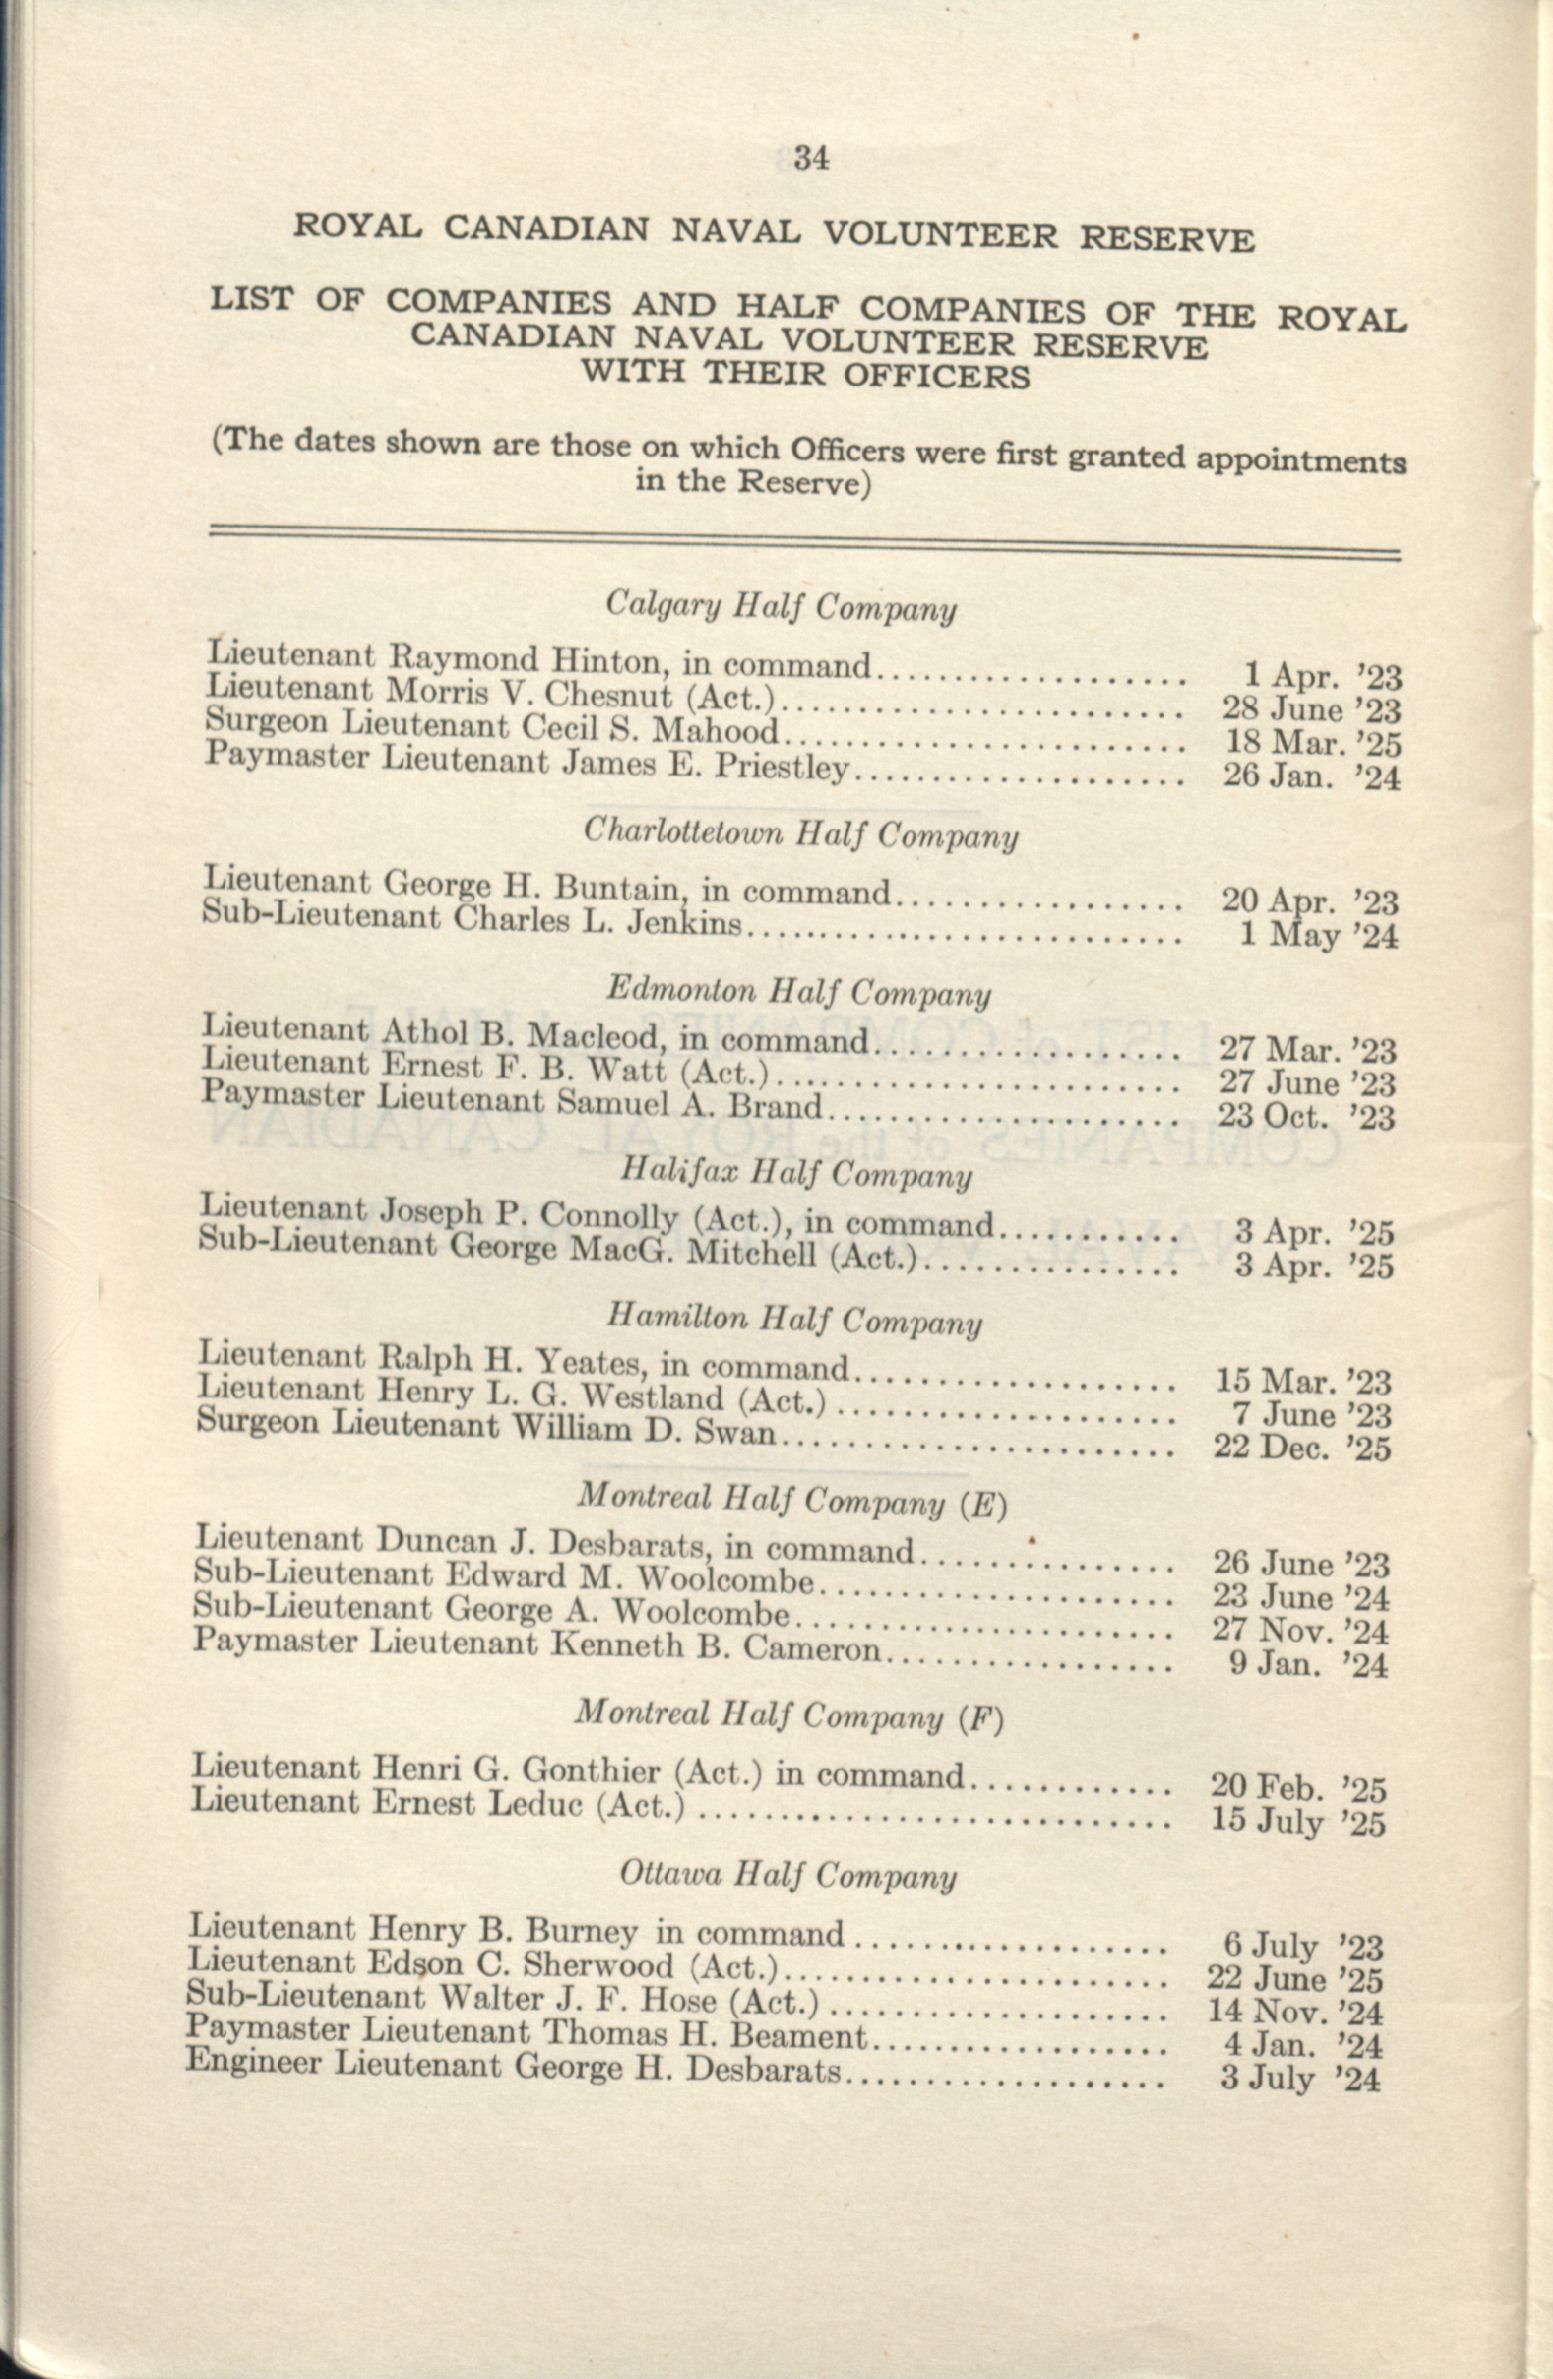 34
ROYAL CANADIAN NAVAL VOLUNTEER RESERVE
LIST OF COMPANIES AND HALF COMPANIES OF THE ROYAL
CANADIAN NAVAL VOLUNTEER RESERVE
WITH THEIR OFFICERS
(The dates shown are those on which Officers were first granted appointments
in the Reserve)
Calgary Half Company
Lieutenant Raymond Hinton, in command................... 1 Apr. '23
Lieutenant Morris V. Chesnut (Act.)........................ 28 June '23
Surgeon Lieutenant Cecil S. Mahood........................ 18 Mar. '25
Paymaster Lieutenant James E. Priestley.................... 26 Jan. '24
Charlottetown Half Company
Lieutenant George H. Buntain, in command................. 20 Apr. '23
Sub-Lieutenant Charles L. Jenkins.......................... 1 May '24
Edmonton Half Company
Lieutenant Athol B. Macleod, in command.................. 27 Mar. '23
Lieutenant Ernest F. B. Watt (Act.)........................ 27 June '23
Paymaster Lieutenant Samuel A. Brand..................... 23 Oct. '23
Halifax Half Company
Lieutenant Joseph P. Connolly (Act.), in command........... 3 Apr. '25
Sub-Lieutenant George MacG. Mitchell (Act.)............... 3 Apr. '25
Hamilton Half Company
Lieutenant Ralph H. Yeates, in command................... 15 Mar. '23
Lieutenant Henry L. G. Westland (Act.).................... 7 June '23
Surgeon Lieutenant William D. Swan....................... 22 Dec. '25
Montreal Half Company (E)
Lieutenant Duncan J. Desbarats, in command............... 26 June '23
Sub-Lieutenant Edward M. Woolcombe..................... 23 June '24
Sub-Lieutenant George A. Woolcombe...................... 27 Nov. '24
Paymaster Lieutenant Kenneth B. Cameron................. 9 Jan. '24
Montreal Half Company (F)
Lieutenant Henri G. Gonthier (Act.) in command............ 20 Feb. '25
Lieutenant Ernest Leduc (Act.)............................ 15 July '25
Ottawa Half Company
Lieutenant Henry B. Burney in command................... 6 July '23
Lieutenant Edson C. Sherwood (Act.)....................... 22 June '25
Sub-Lieutenant Walter J. F. Hose (Act.).................... 14 Nov. '24
Paymaster Lieutenant Thomas H. Beament.................. 4 Jan. '24
Engineer Lieutenant George H. Desbarats................... 3 July '24